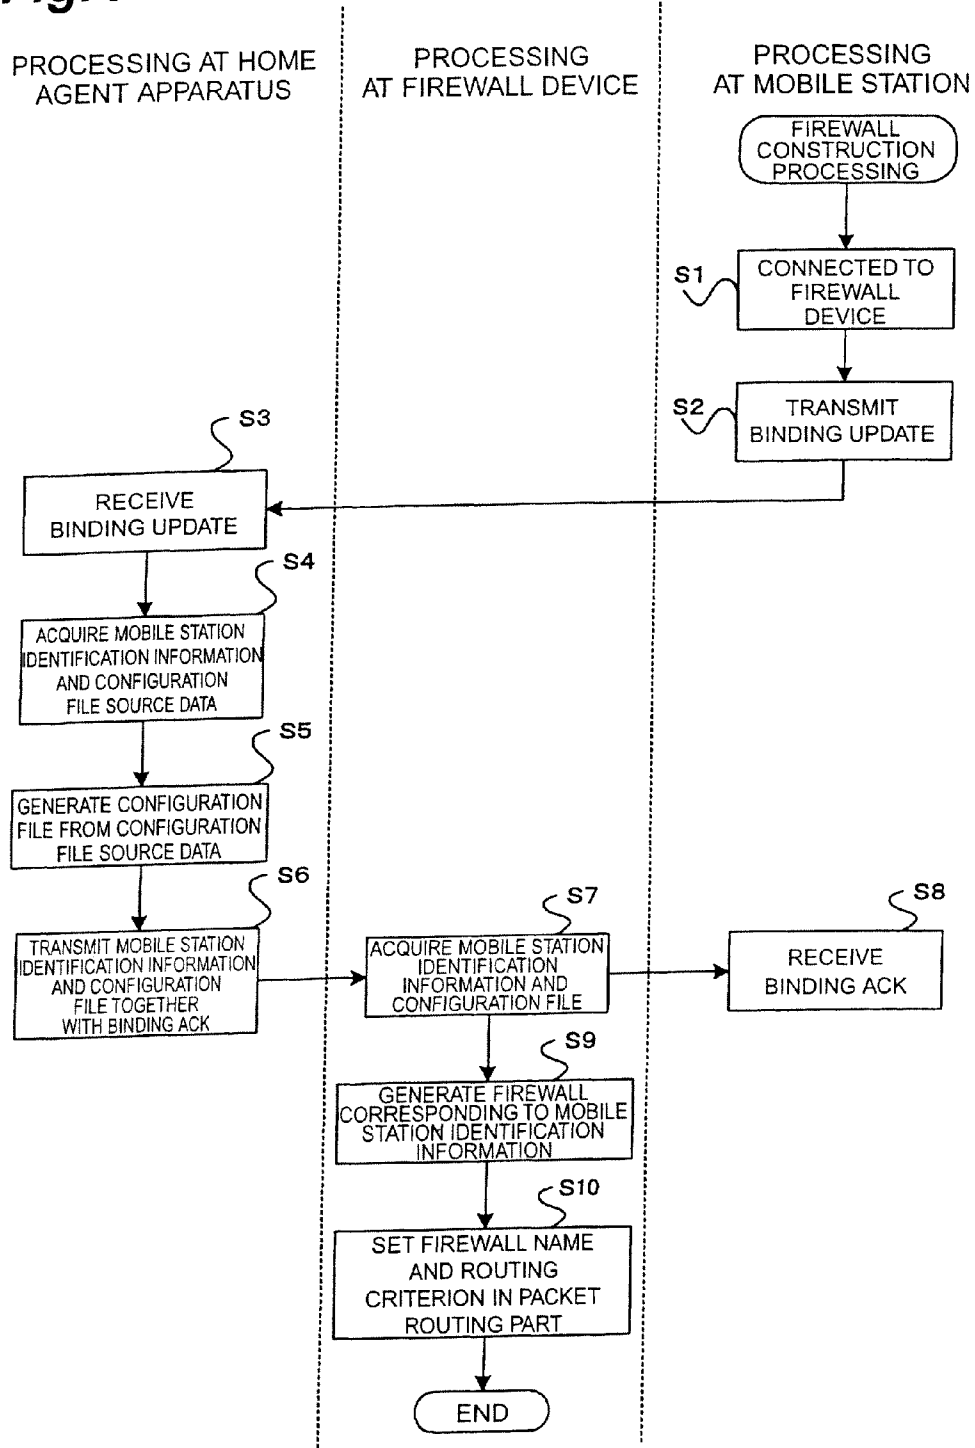 PROCESSING AT HOME
AGENT APPARATUS
PROCESSING
AT FIREWALL DEVICE
PROCESSING
AT MOBILE STATION
FIREWALL
CONSTRUCTION
PROCESSING
S1
CONNECTED TO
FIREWALL
DEVICE
S2
TRANSMIT
BINDING UPDATE
S3
RECEIVE
BINDING UPDATE
S4
ACQUIRE MOBILE STATION
IDENTIFICATION INFORMATION
AND CONFIGURATION
FILE SOURCE DATA
S5
GENERATE CONFIGURATION
FILE FROM CONFIGURATION
FILE SOURCE DATA
S6
TRANSMIT MOBILE STATION
IDENTIFICATION INFORMATION
AND CONFIGURATION
FILE TOGETHER
WITH BINDING ACK
S7
ACQUIRE MOBILE STATION
IDENTIFICATION
INFORMATION AND
CONFIGURATION FILE
S8
RECEIVE
BINDING ACK
S9
GENERATE FIREWALL
CORRESPONDING TO MOBILE
STATION IDENTIFICATION
INFORMATION
S10
SET FIREWALL NAME
AND ROUTING
CRITERION IN PACKET
ROUTING PART
END